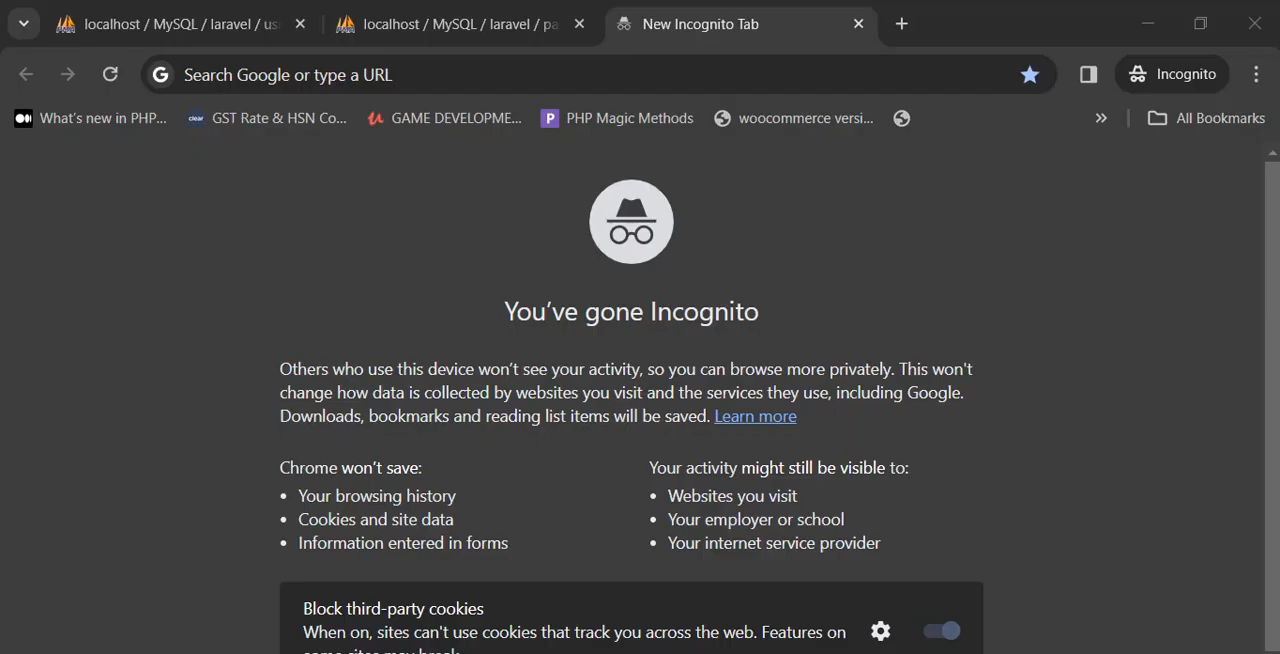 localhost / MySQL / laravel / us
localhost / MySQL / laravel / pa
New Incognito Tab
G Search Google or type a URL
Incognito
What's new in PHP...
clear GST Rate & HSN Co...
GAME DEVELOPME...
P PHP Magic Methods
woocommerce versi...
All Bookmarks
You've gone Incognito
Others who use this device won't see your activity, so you can browse more privately. This won't
change how data is collected by websites you visit and the services they use, including Google.
Downloads, bookmarks and reading list items will be saved. Learn more
Chrome won't save:
• Your browsing history
• Cookies and site data
• Information entered in forms
Your activity might still be visible to:
• Websites you visit
• Your employer or school
• Your internet service provider
Block third-party cookies
When on, sites can't use cookies that track you across the web. Features on
some sites may break